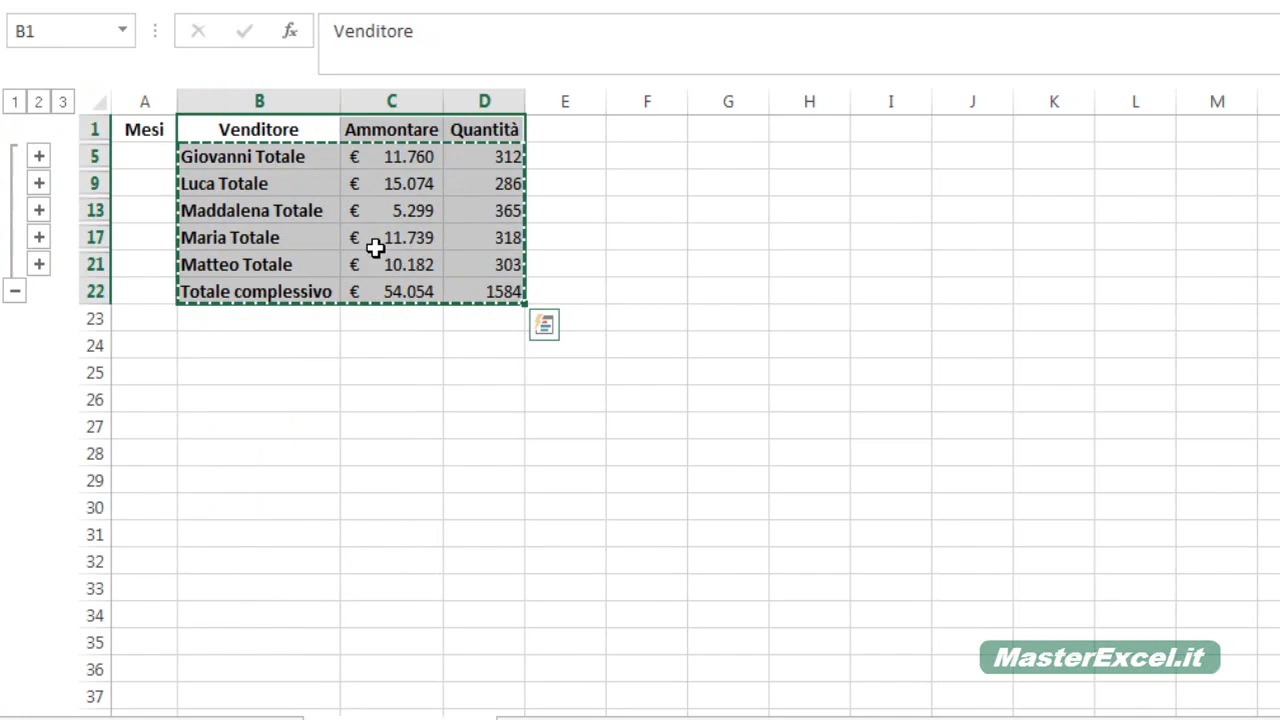 B1 fx Venditore
1 2 3 A B C D E F G H I J K L M
1 Mesi Venditore Ammontare Quantità
5 Giovanni Totale € 11.760 312
9 Luca Totale € 15.074 286
13 Maddalena Totale € 5.299 365
17 Maria Totale € 11.739 318
21 Matteo Totale € 10.182 303
22 Totale complessivo € 54.054 1584
23
24
25
26
27
28
29
30
31
32
33
34
35
MasterExcel.it
36
37